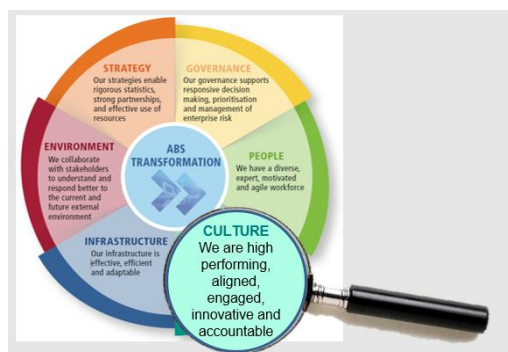 STRATEGY
Our strategies enable
rigorous statistics,
strong partnerships,
and effective use of
resources
GOVERNANCE
Our governance supports
responsive decision
making, prioritisation
and management of
enterprise risk
ENVIRONMENT
We collaborate
with stakeholders
to understand and
respond better to
the current and
future external
environment
ABS
TRANSFORMATION
PEOPLE
We have a diverse,
expert, motivated
and agile workforce
INFRASTRUCTURE
Our infrastructure is
effective, efficient
and adaptable
CULTURE
We are high
performing,
aligned,
engaged,
innovative and
accountable